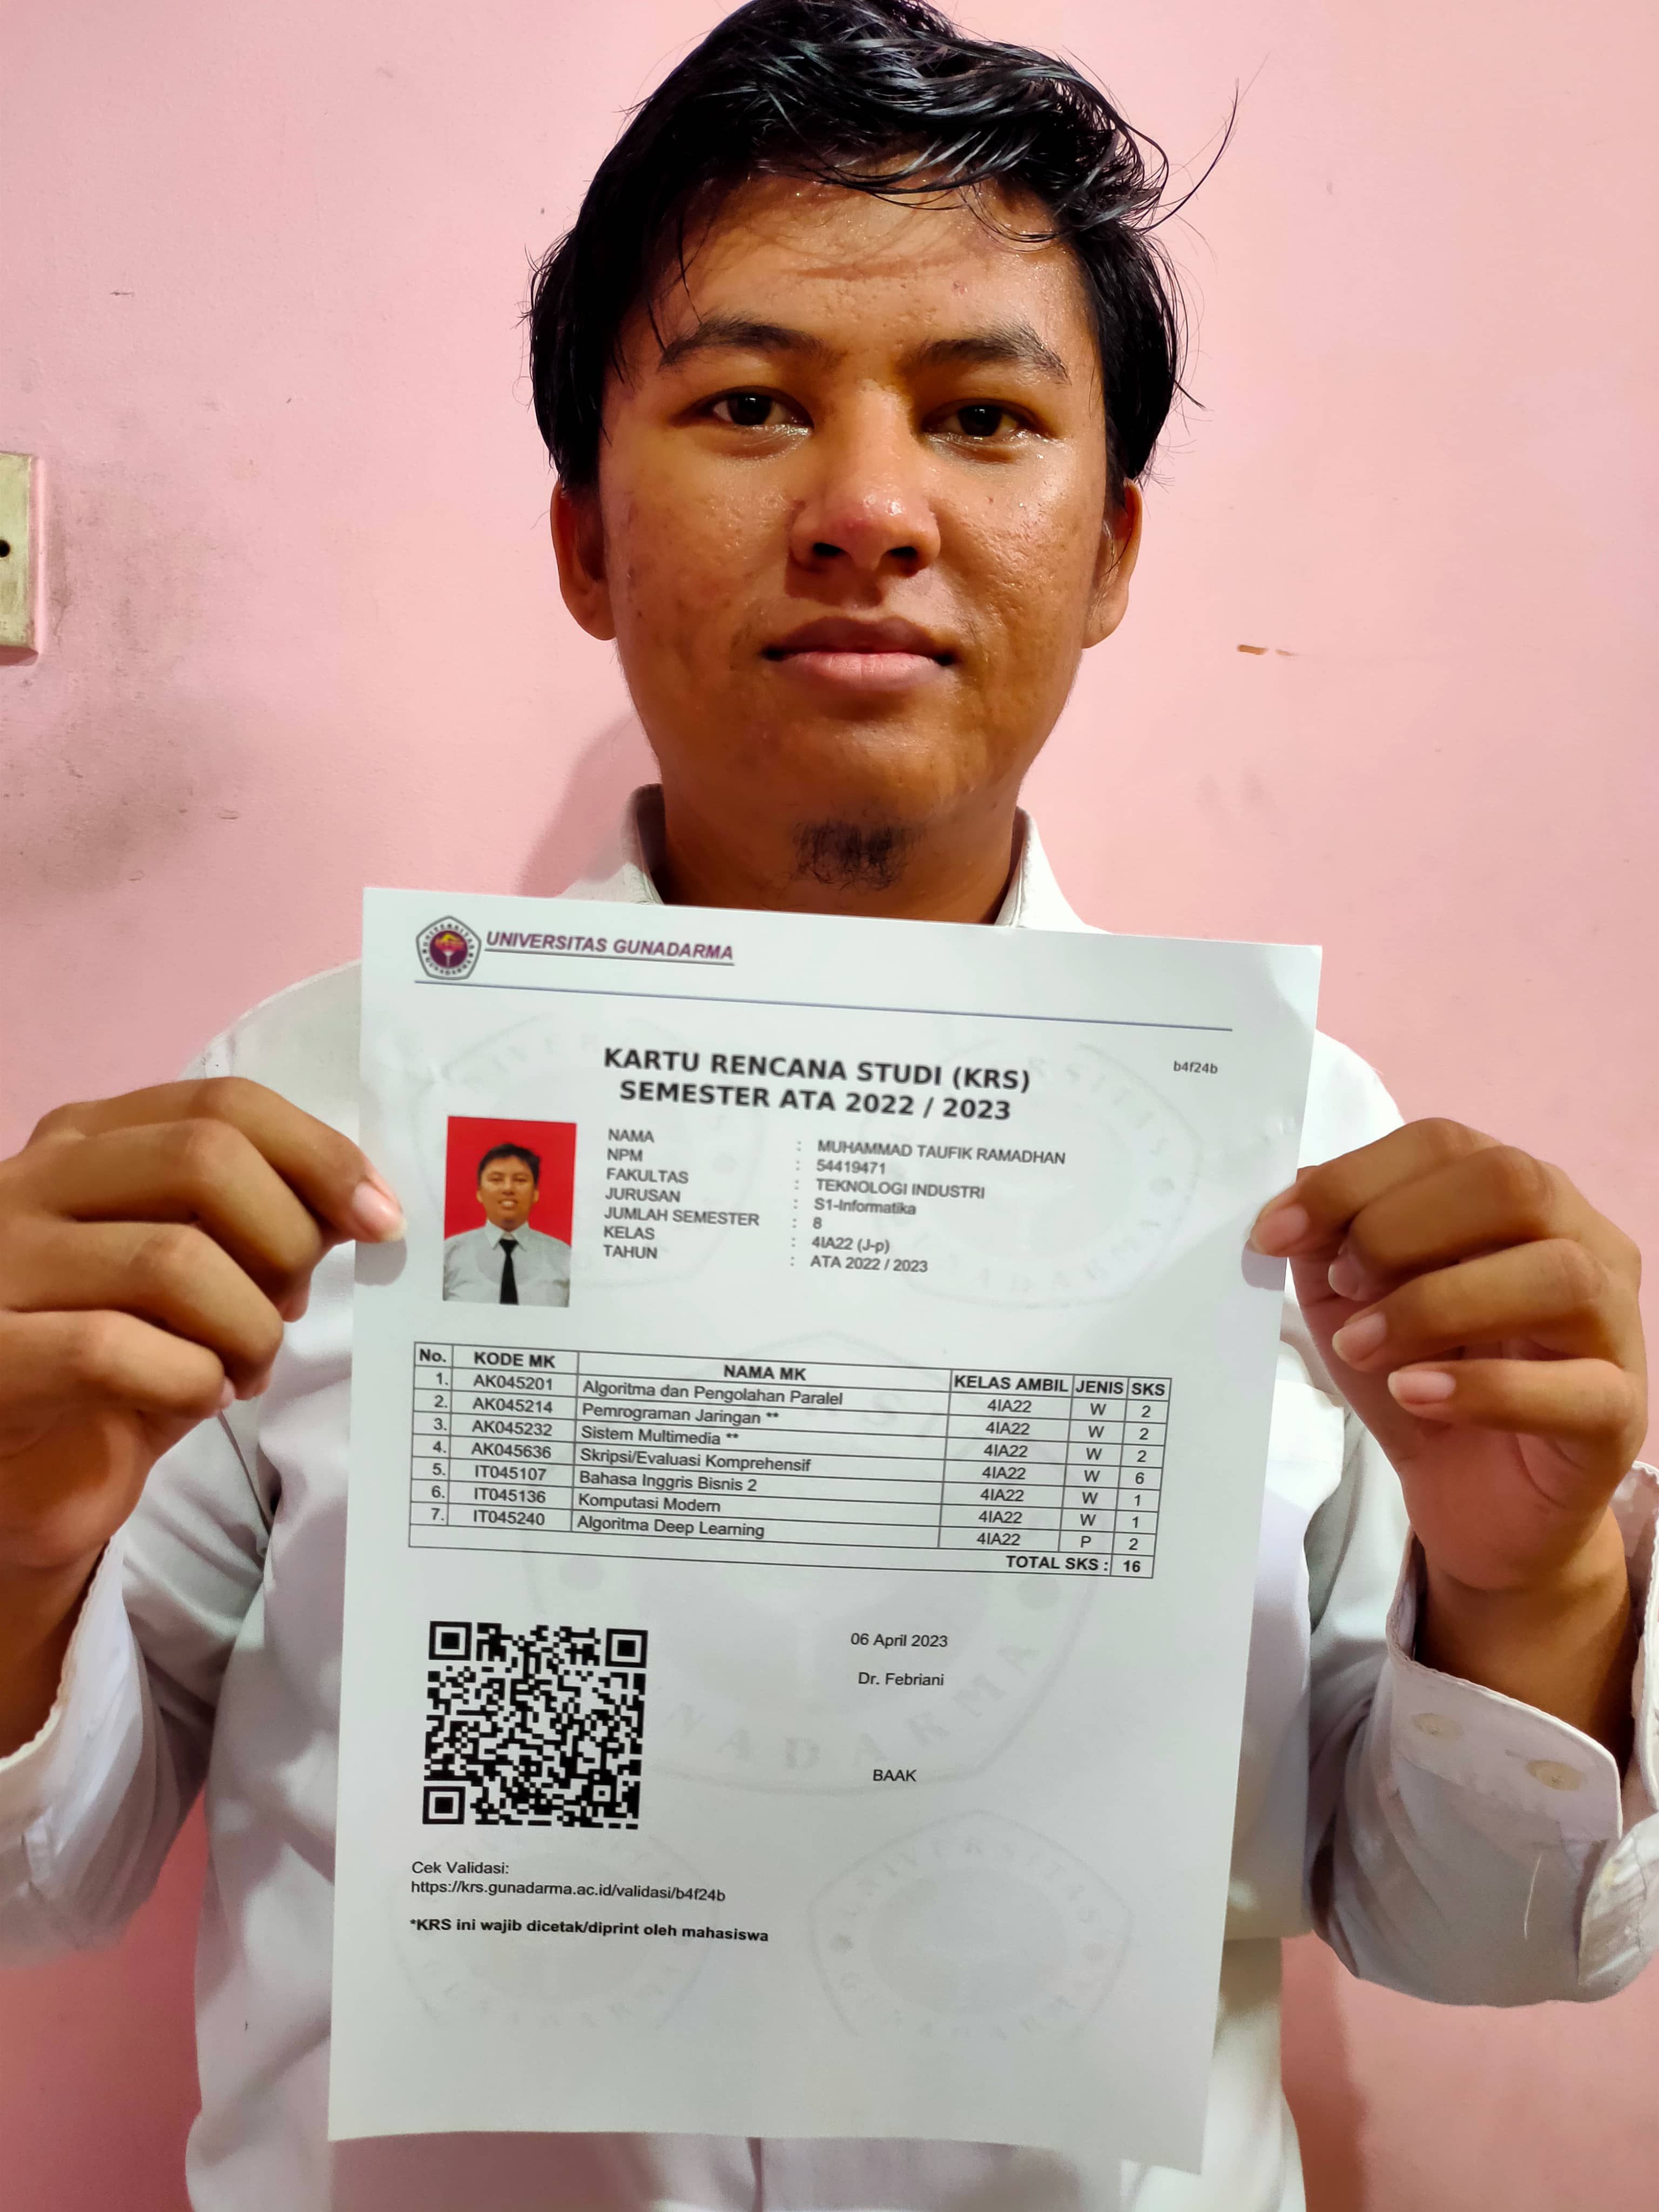 UNIVERSITAS GUNADARMA
b4f24b
KARTU RENCANA STUDI (KRS)
SEMESTER ATA 2022 / 2023
NAMA : MUHAMMAD TAUFIK RAMADHAN
NPM : 54419471
FAKULTAS : TEKNOLOGI INDUSTRI
JURUSAN : S1-Informatika
JUMLAH SEMESTER : 8
KELAS : 4IA22 (J-p)
TAHUN : ATA 2022 / 2023
No. KODE MK NAMA MK KELAS AMBIL JENIS SKS
1. AK045201 Algoritma dan Pengolahan Paralel 4IA22 W 2
2. AK045214 Pemrograman Jaringan ** 4IA22 W 2
3. AK045232 Sistem Multimedia ** 4IA22 W 2
4. AK045636 Skripsi/Evaluasi Komprehensif 4IA22 W 6
5. IT045107 Bahasa Inggris Bisnis 2 4IA22 W 1
6. IT045136 Komputasi Modern 4IA22 W 1
7. IT045240 Algoritma Deep Learning 4IA22 P 2
TOTAL SKS : 16
06 April 2023
Dr. Febriani
BAAK
Cek Validasi:
https://krs.gunadarma.ac.id/validasi/b4f24b
*KRS ini wajib dicetak/diprint oleh mahasiswa